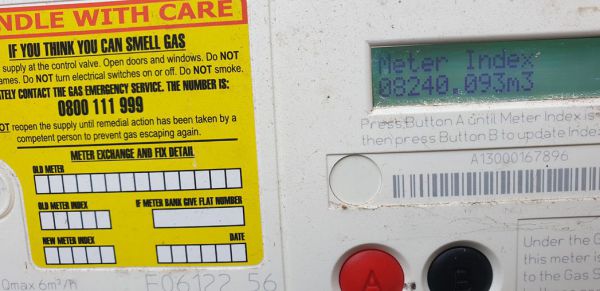 NDLE WITH CARE
IF YOU THINK YOU CAN SMELL GAS
supply at the control valve. Open doors and windows. Do NOT
ames. Do NOT turn electrical switches on or off. Do NOT smoke.
TELY CONTACT THE GAS EMERGENCY SERVICE. THE NUMBER IS:
0800 111 999
OT reopen the supply until remedial action has been taken by a
competent person to prevent gas escaping again.
METER EXCHANGE AND FIX DETAIL
OLD METER
OLD METER INDEX
IF METER BANK GIVE FLAT NUMBER
NEW METER INDEX
DATE
Qmax 6m³/h
E06122 56
Meter Index
08240.093m3
Press Button A until Meter Index is
then press Button B to update Index
A13000167896
A
B
Under the G
this meter is
to the Gas S